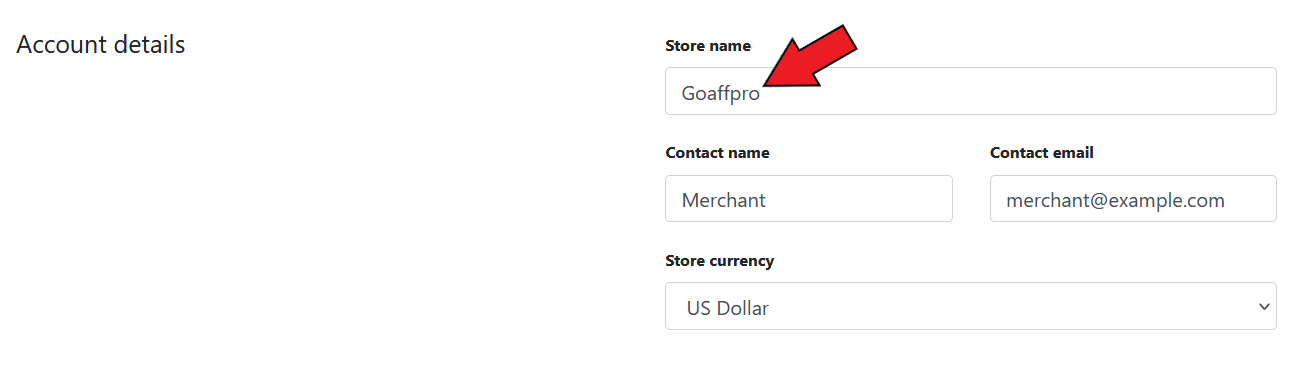 Account details
Store name
Goaffpro
Contact name
Contact email
Merchant
merchant@example.com
Store currency
US Dollar